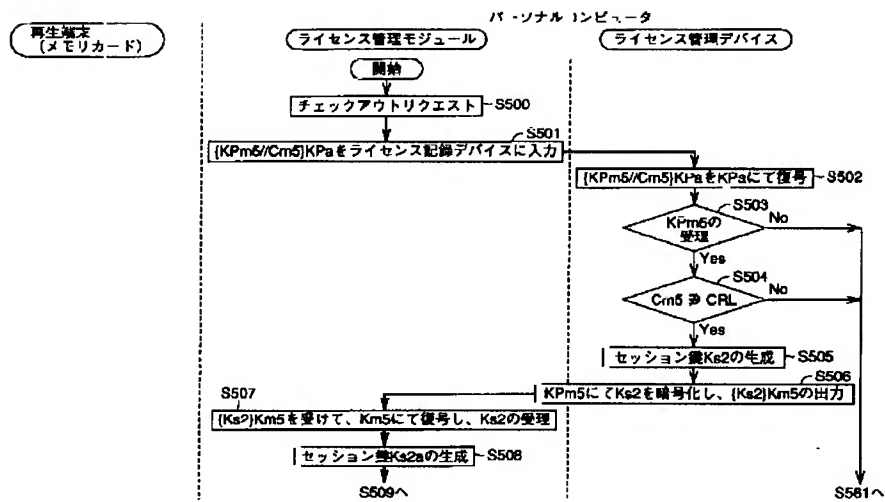 パーソナルコンピュータ
再生端末
(メモリカード)
ライセンス管理モジュール
ライセンス管理デバイス
開始
チェックアウトリクエスト
S500
S501
{KPm5//Cm5}KPaをライセンス記録デバイスに入力
{KPm5//Cm5}KPaをKPaにて復号
S502
S503
KPm5の
受理
No
Yes
S504
Cm5 ∌ CRL
No
Yes
セッション鍵Ks2の生成
S505
S506
KPm5にてKs2を暗号化し、{Ks2}Km5の出力
S507
{Ks2}Km5を受けて、Km5にて復号し、Ks2の受理
セッション鍵Ks2aの生成
S508
S509へ
S561へ